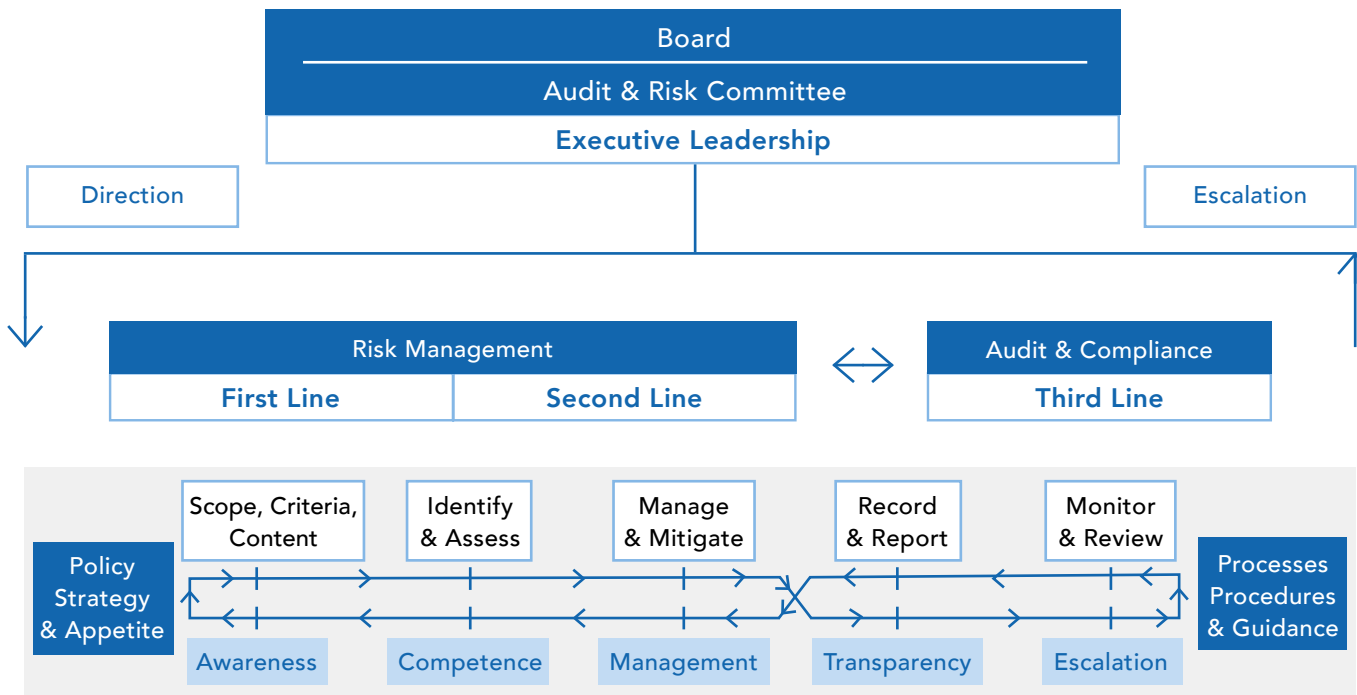 Board
Audit & Risk Committee
Executive Leadership
Direction
Escalation
Risk Management
First Line
Second Line
Audit & Compliance
Third Line
Scope, Criteria,
Content
Identify
& Assess
Manage
& Mitigate
Record
& Report
Monitor
& Review
Policy
Strategy
& Appetite
Processes
Procedures
& Guidance
Awareness
Competence
Management
Transparency
Escalation